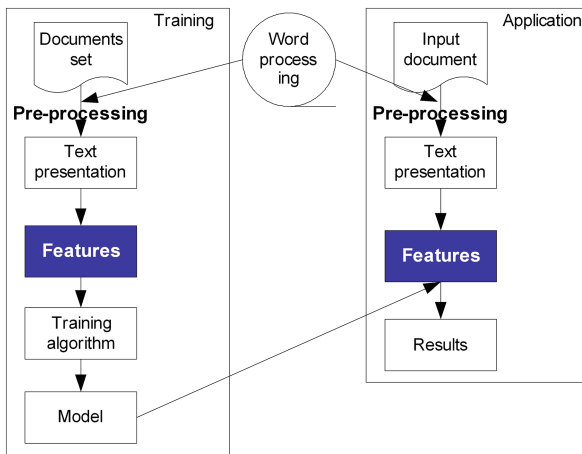 Training
Documents
set
Pre-processing
Text
presentation
Features
Training
algorithm
Model
Word
process
ing
Application
Input
document
Pre-processing
Text
presentation
Features
Results